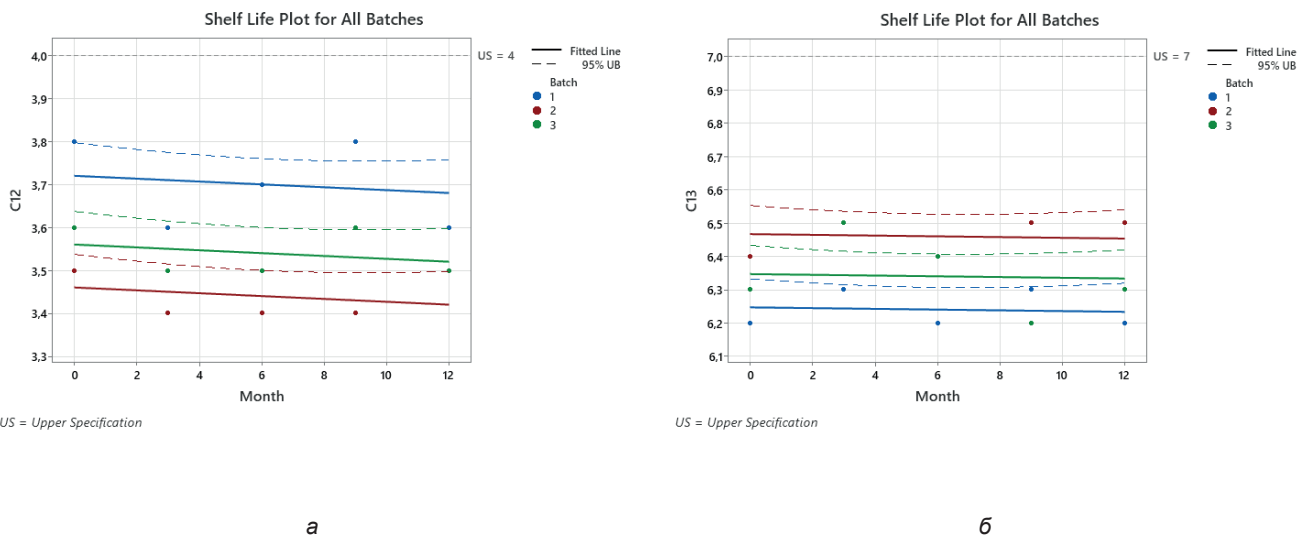 Shelf Life Plot for All Batches
4,0
3,9
3,8
3,7
3,6
3,5
3,4
3,3
C12
0 2 4 6 8 10 12
Month
US = 4
Fitted Line
95% UB
Batch
1
2
3
US = Upper Specification
а
Shelf Life Plot for All Batches
7,0
6,9
6,8
6,7
6,6
6,5
6,4
6,3
6,2
6,1
C13
0 2 4 6 8 10 12
Month
US = 7
Fitted Line
95% UB
Batch
1
2
3
US = Upper Specification
б